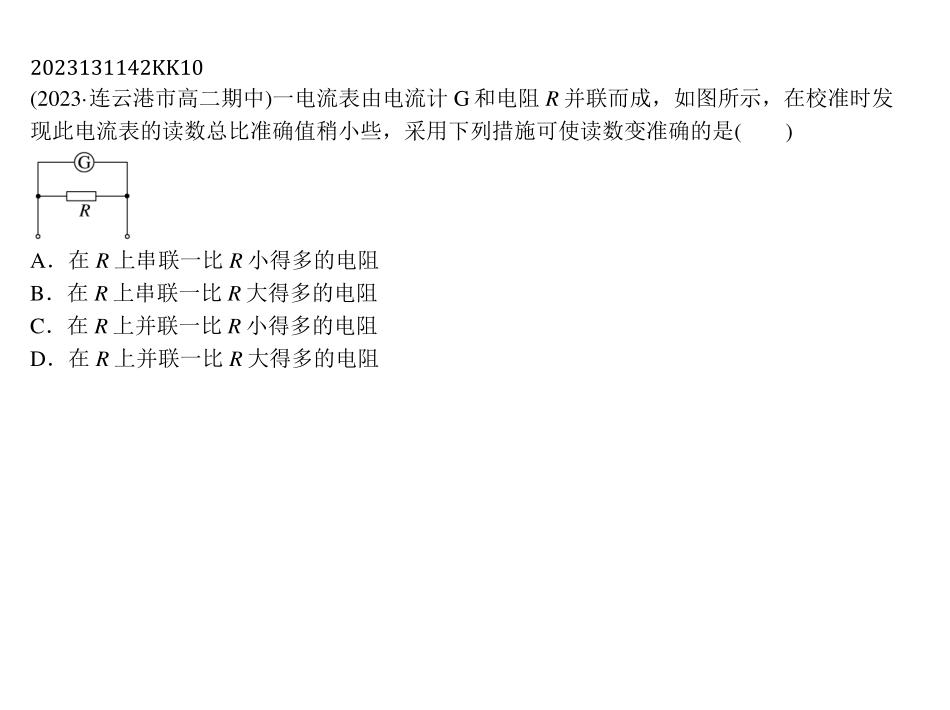 2023131142KK10
(2023·连云港市高二期中)一电流表由电流计 G 和电阻 R 并联而成，如图所示，在校准时发
现此电流表的读数总比准确值稍小些，采用下列措施可使读数变准确的是(　　)
G
R
A．在 R 上串联一比 R 小得多的电阻
B．在 R 上串联一比 R 大得多的电阻
C．在 R 上并联一比 R 小得多的电阻
D．在 R 上并联一比 R 大得多的电阻